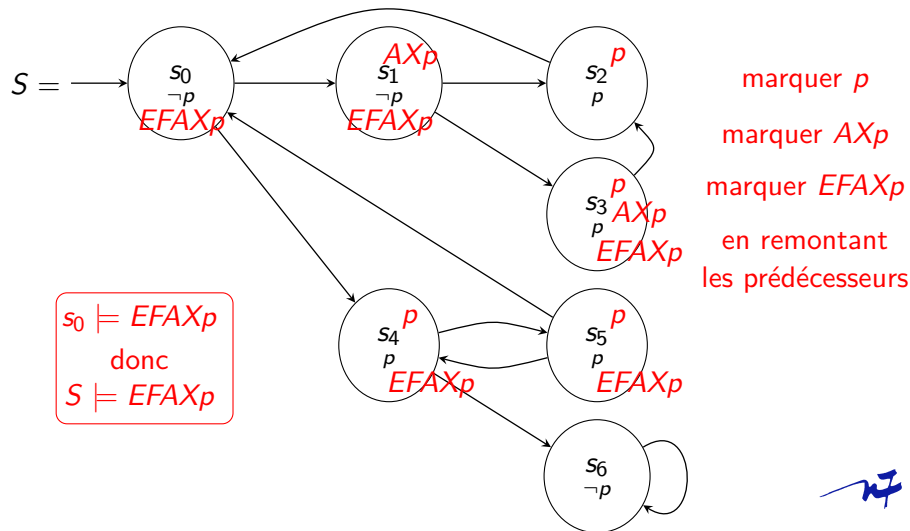 S =
s₀
¬p
EFAXp
AXp
s₁
¬p
EFAXp
s₂ p
p
s₃ p
p AXp
EFAXp
s₄ p
p
EFAXp
s₅ p
p
EFAXp
s₆
¬p
marquer p
marquer AXp
marquer EFAXp
en remontant
les prédécesseurs
s₀ ⊨ EFAXp
donc
S ⊨ EFAXp